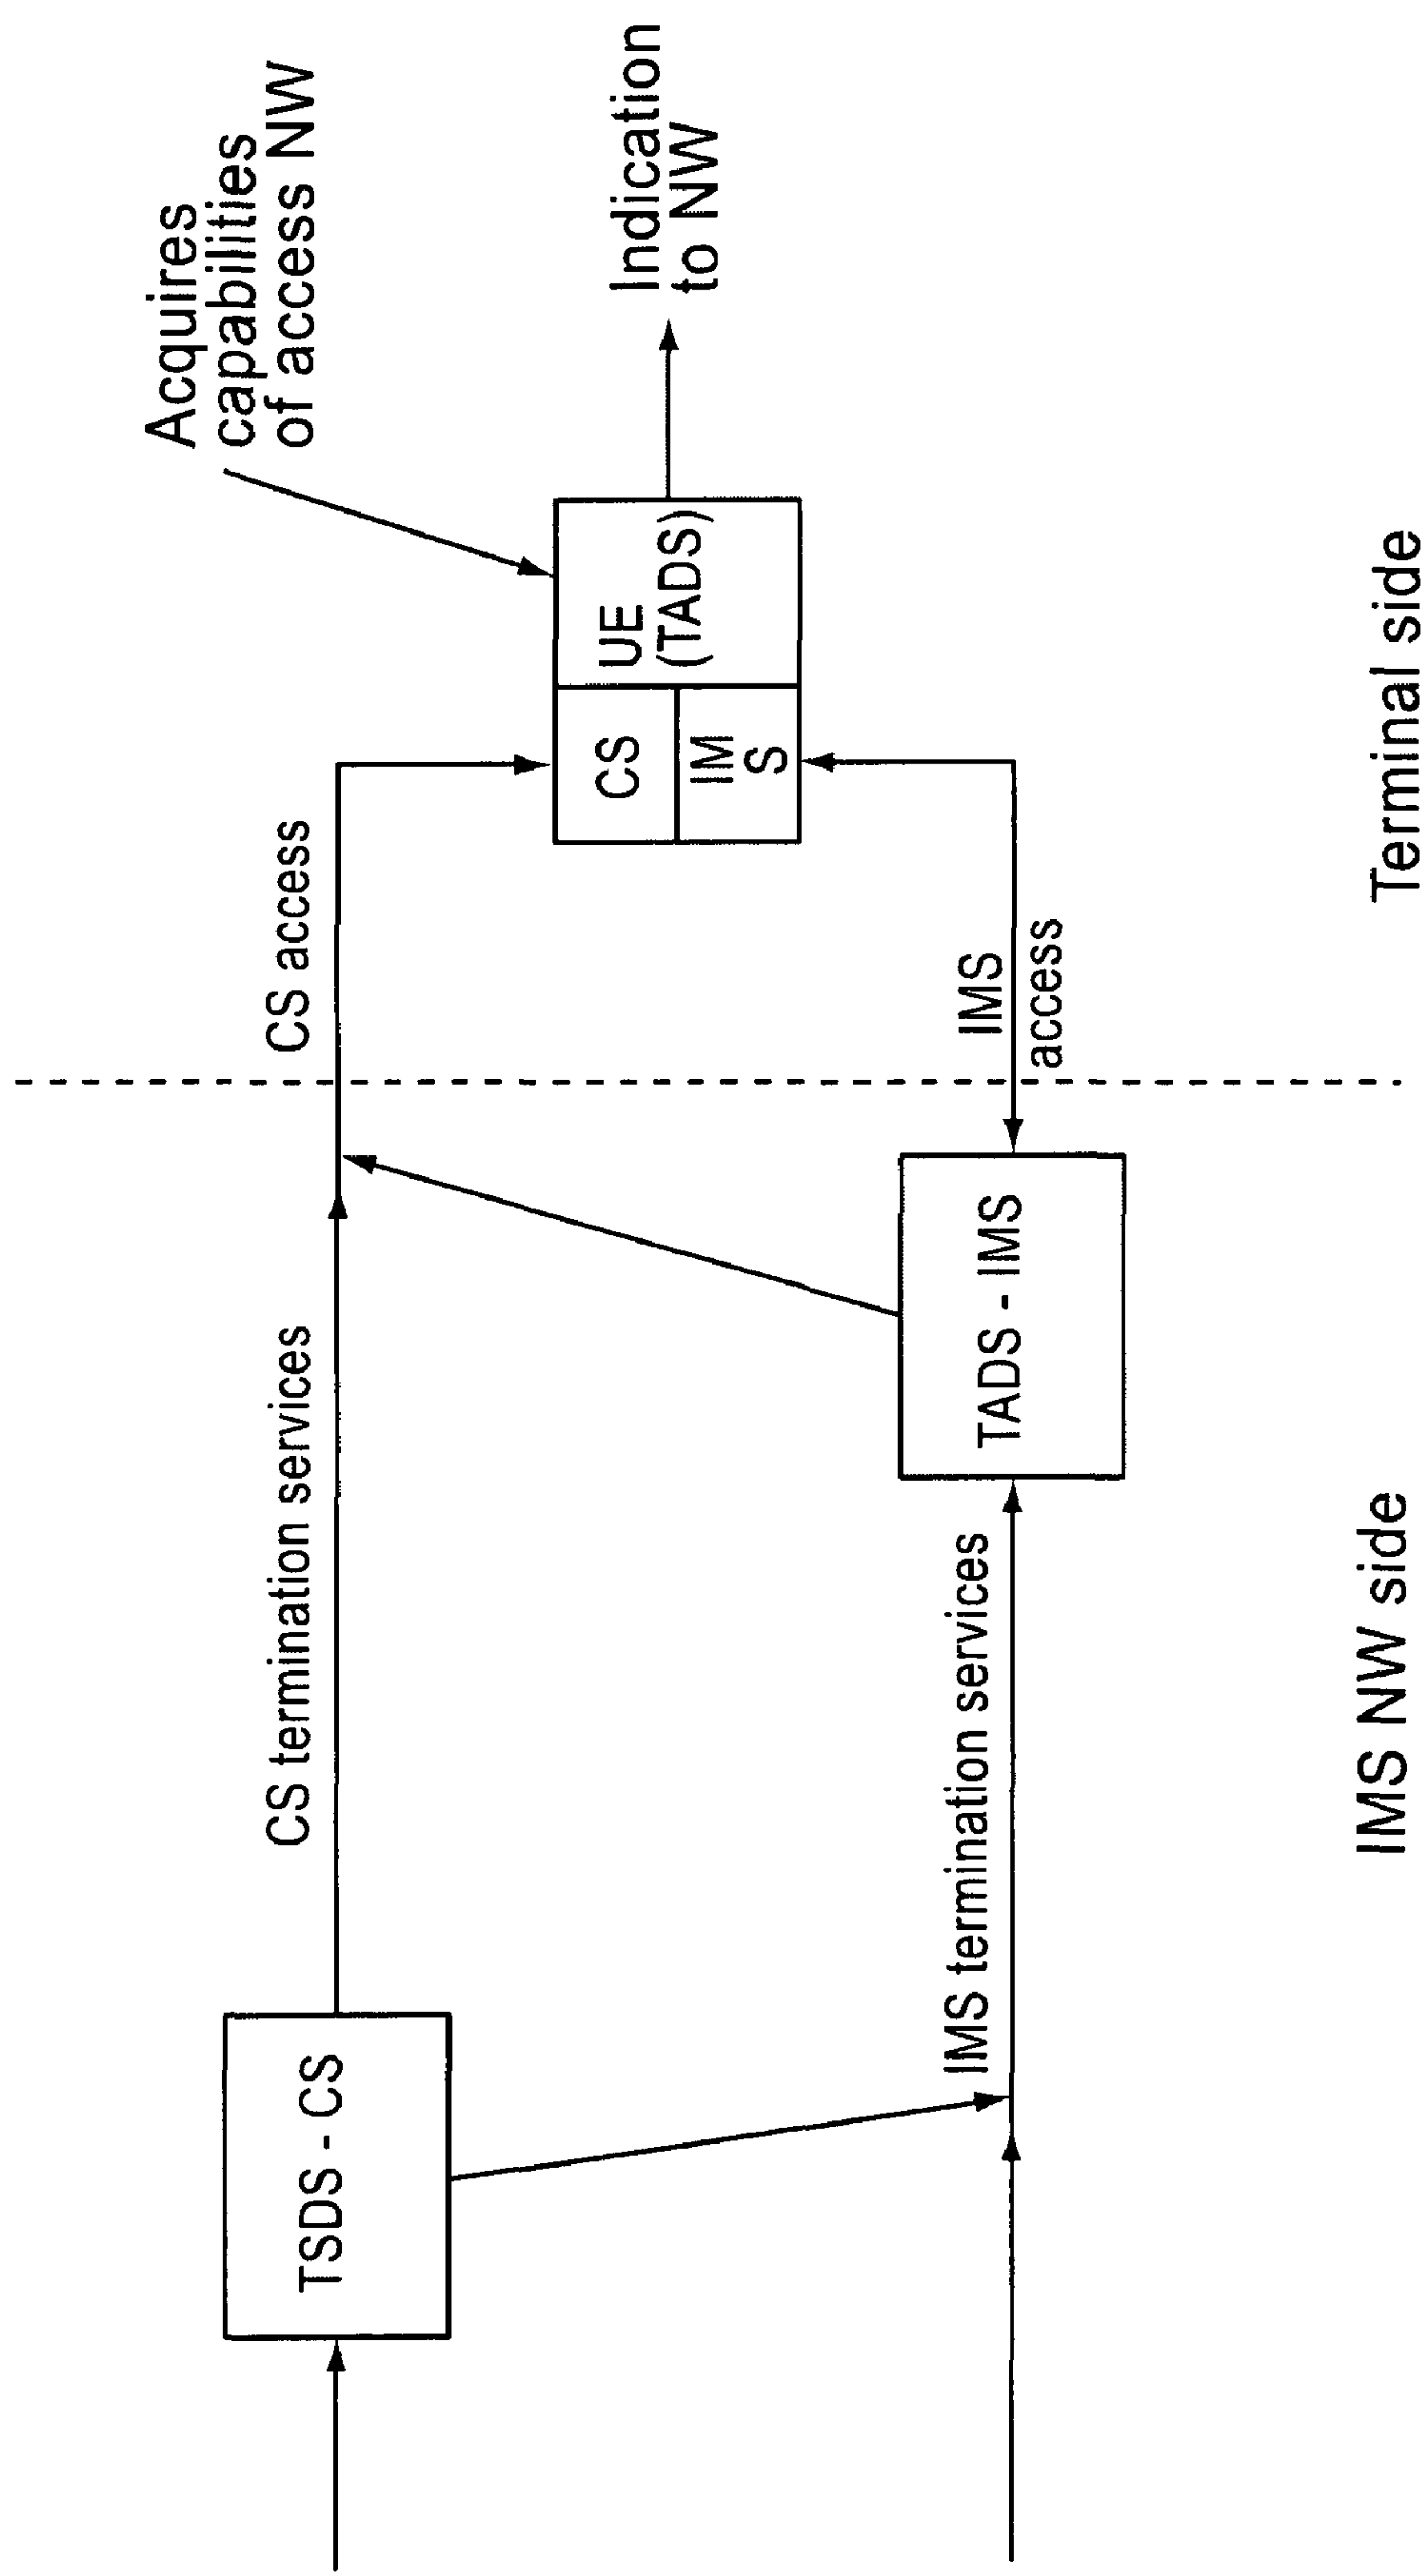 Acquires
capabilities
of access NW
CS termination services
CS access
TSDS - CS
UE
(TADS)
CS
IM
S
Indication
to NW
IMS termination services
IMS
access
TADS - IMS
IMS NW side
Terminal side